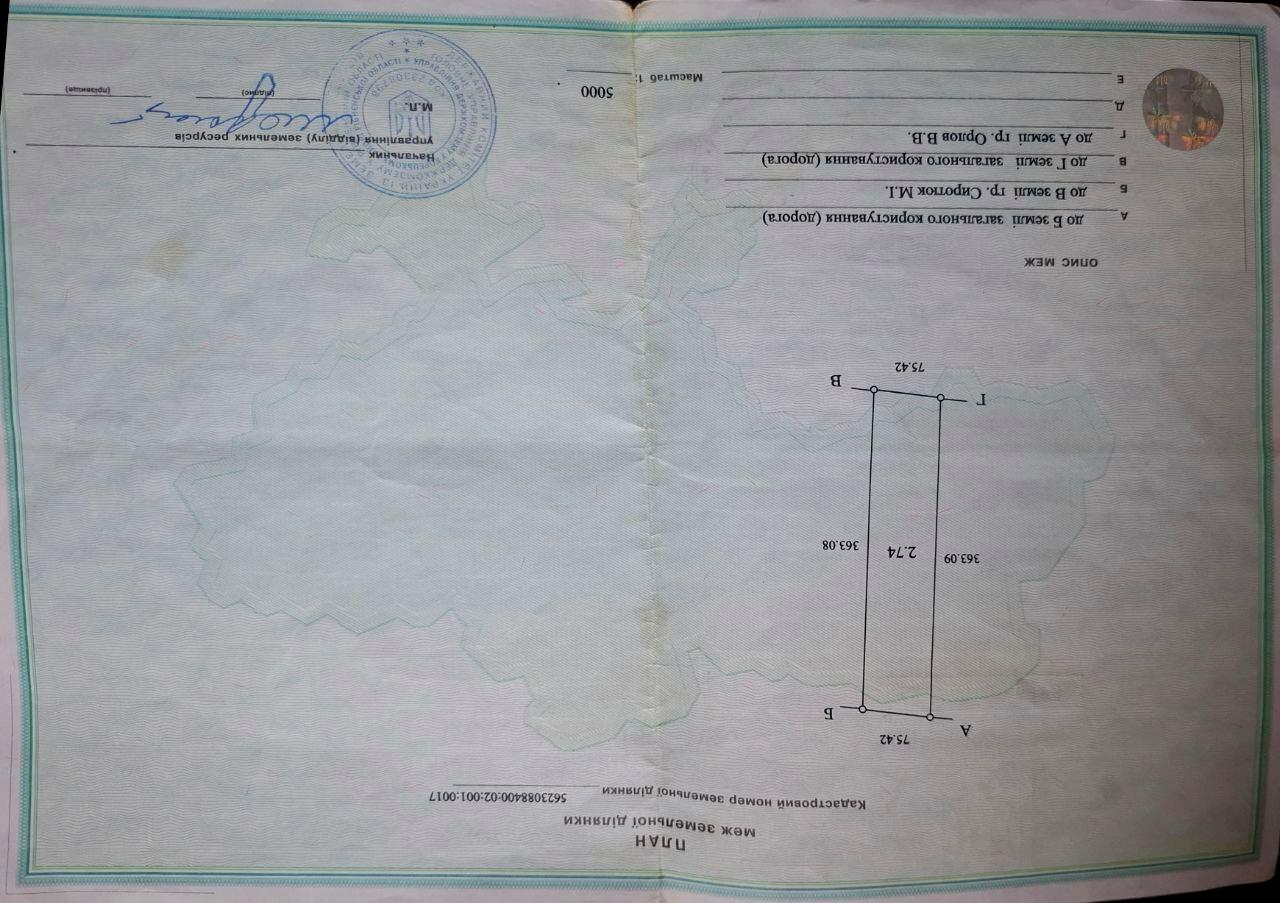 ПЛАН
меж земельної ділянки
Кадастровий номер земельної ділянки 5623088400:02:001:0017
А
75.42
Б
363.09
2.74
363.08
Г
75.42
В
ОПИС МЕЖ
А до Б землі загального користування (дорога)
Б до В землі гр. Сиротюк М.І.
В до Г землі загального користування (дорога)
Г до А землі гр. Орлов В.В.
Д
Е
Масштаб 1: 5000
Начальник
управління (відділу) земельних ресурсів
М.П.
(підпис)
(прізвище)